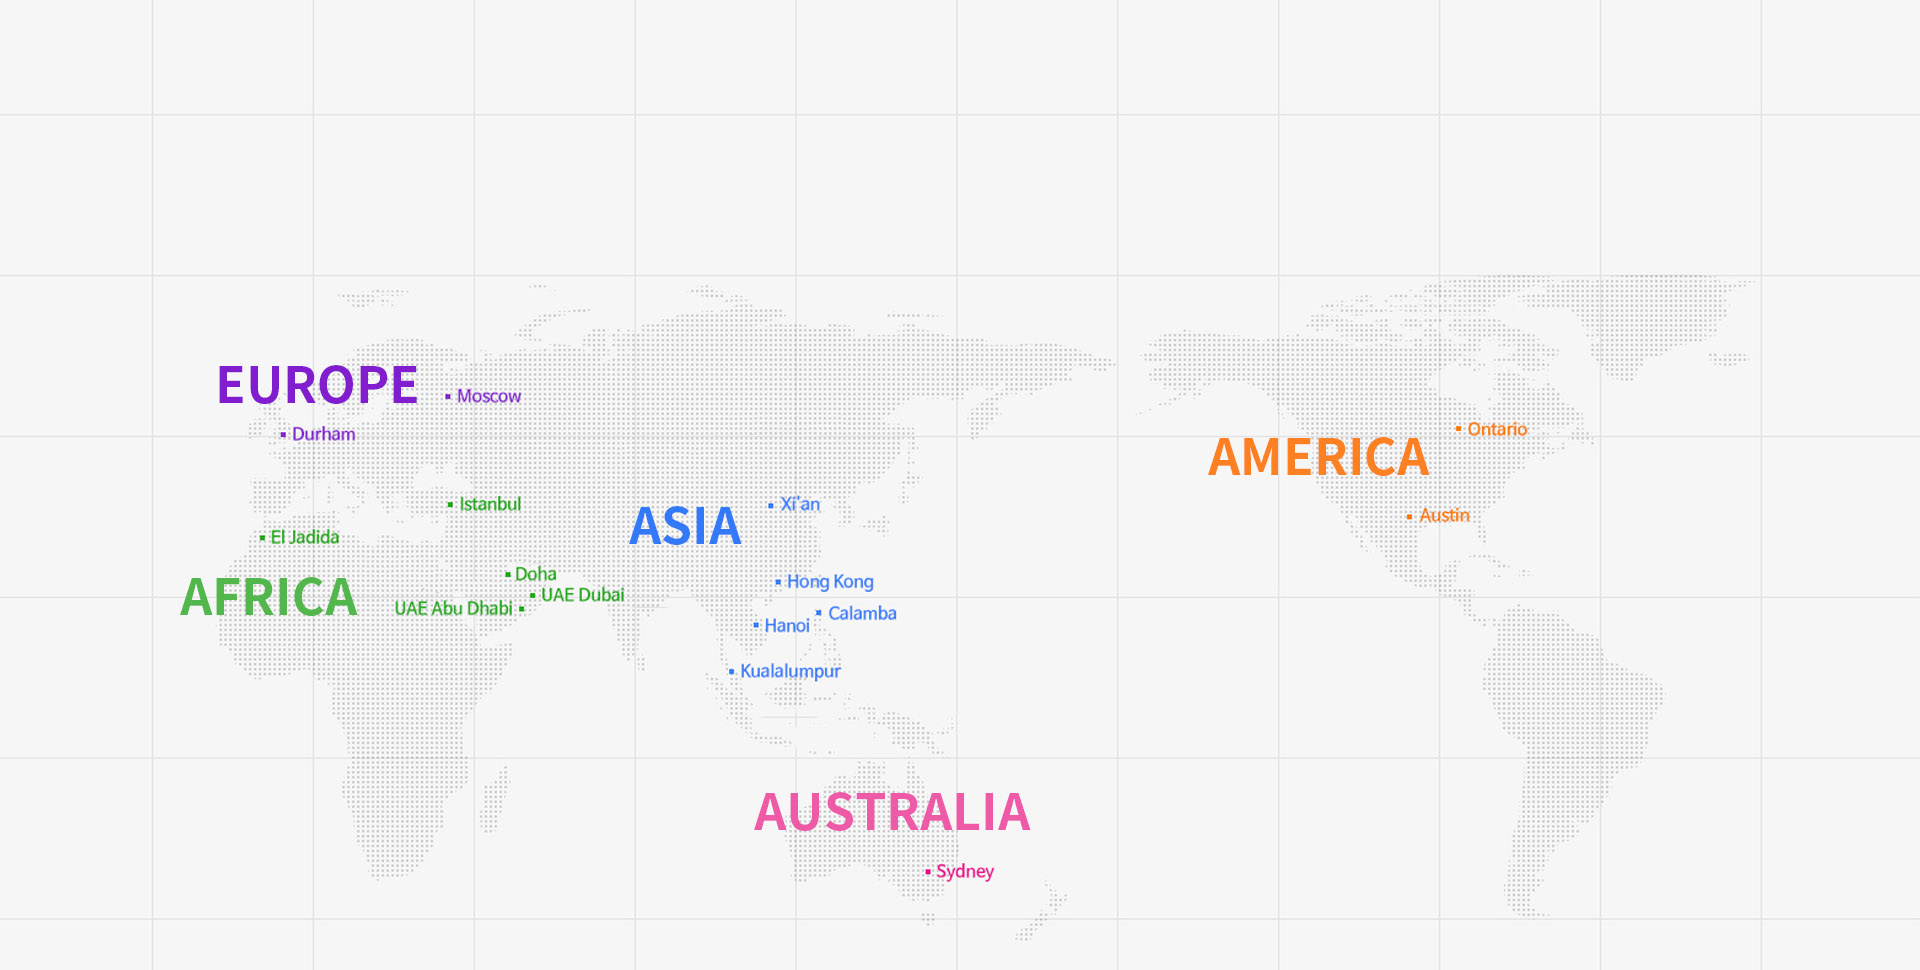 EUROPE
Moscow
Durham
AMERICA
Ontario
Istanbul
Xi'an
ASIA
Austin
El Jadida
Doha
Hong Kong
AFRICA
UAE Dubai
UAE Abu Dhabi
Calamba
Hanoi
Kualalumpur
AUSTRALIA
Sydney